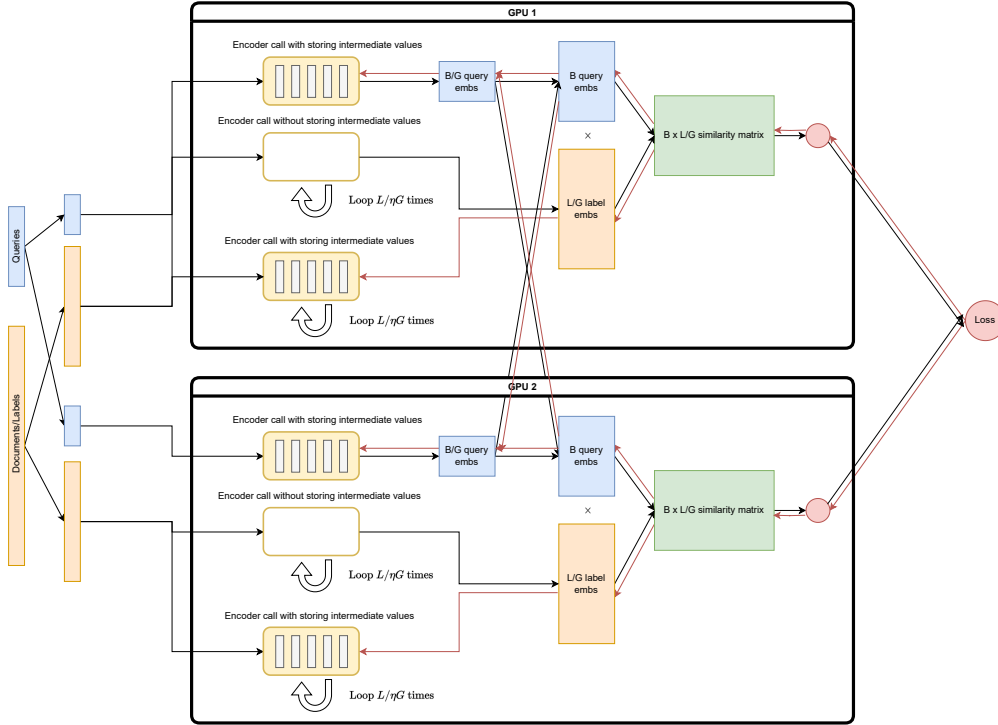 GPU 1
Encoder call with storing intermediate values
B/G query
embs
B query
embs
Encoder call without storing intermediate values
×
B x L/G similarity matrix
Loop L/ηG times
L/G label
embs
Encoder call with storing intermediate values
Loop L/ηG times
Queries
Documents/Labels
Loss
GPU 2
Encoder call with storing intermediate values
B/G query
embs
B query
embs
Encoder call without storing intermediate values
×
B x L/G similarity matrix
Loop L/ηG times
L/G label
embs
Encoder call with storing intermediate values
Loop L/ηG times